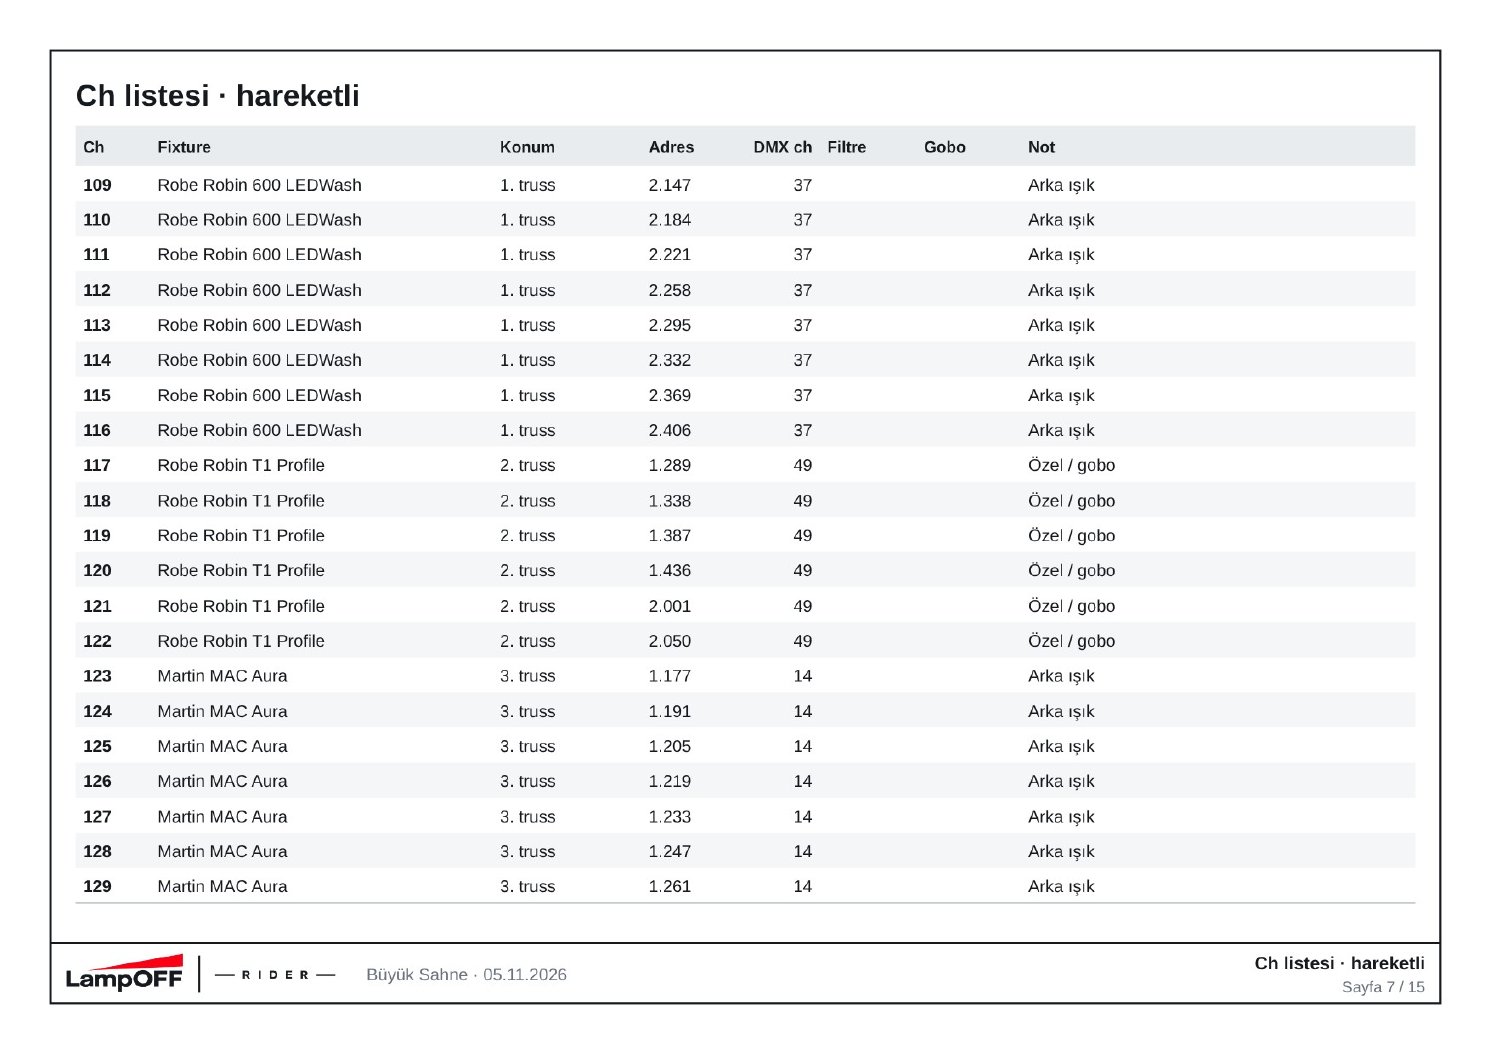 Ch listesi · hareketli
Ch Fixture Konum Adres DMX ch Filtre Gobo Not
109 Robe Robin 600 LEDWash 1. truss 2.147 37 Arka ışık
110 Robe Robin 600 LEDWash 1. truss 2.184 37 Arka ışık
111 Robe Robin 600 LEDWash 1. truss 2.221 37 Arka ışık
112 Robe Robin 600 LEDWash 1. truss 2.258 37 Arka ışık
113 Robe Robin 600 LEDWash 1. truss 2.295 37 Arka ışık
114 Robe Robin 600 LEDWash 1. truss 2.332 37 Arka ışık
115 Robe Robin 600 LEDWash 1. truss 2.369 37 Arka ışık
116 Robe Robin 600 LEDWash 1. truss 2.406 37 Arka ışık
117 Robe Robin T1 Profile 2. truss 1.289 49 Özel / gobo
118 Robe Robin T1 Profile 2. truss 1.338 49 Özel / gobo
119 Robe Robin T1 Profile 2. truss 1.387 49 Özel / gobo
120 Robe Robin T1 Profile 2. truss 1.436 49 Özel / gobo
121 Robe Robin T1 Profile 2. truss 2.001 49 Özel / gobo
122 Robe Robin T1 Profile 2. truss 2.050 49 Özel / gobo
123 Martin MAC Aura 3. truss 1.177 14 Arka ışık
124 Martin MAC Aura 3. truss 1.191 14 Arka ışık
125 Martin MAC Aura 3. truss 1.205 14 Arka ışık
126 Martin MAC Aura 3. truss 1.219 14 Arka ışık
127 Martin MAC Aura 3. truss 1.233 14 Arka ışık
128 Martin MAC Aura 3. truss 1.247 14 Arka ışık
129 Martin MAC Aura 3. truss 1.261 14 Arka ışık
LampOFF — RIDER — Büyük Sahne · 05.11.2026
Ch listesi · hareketli
Sayfa 7 / 15